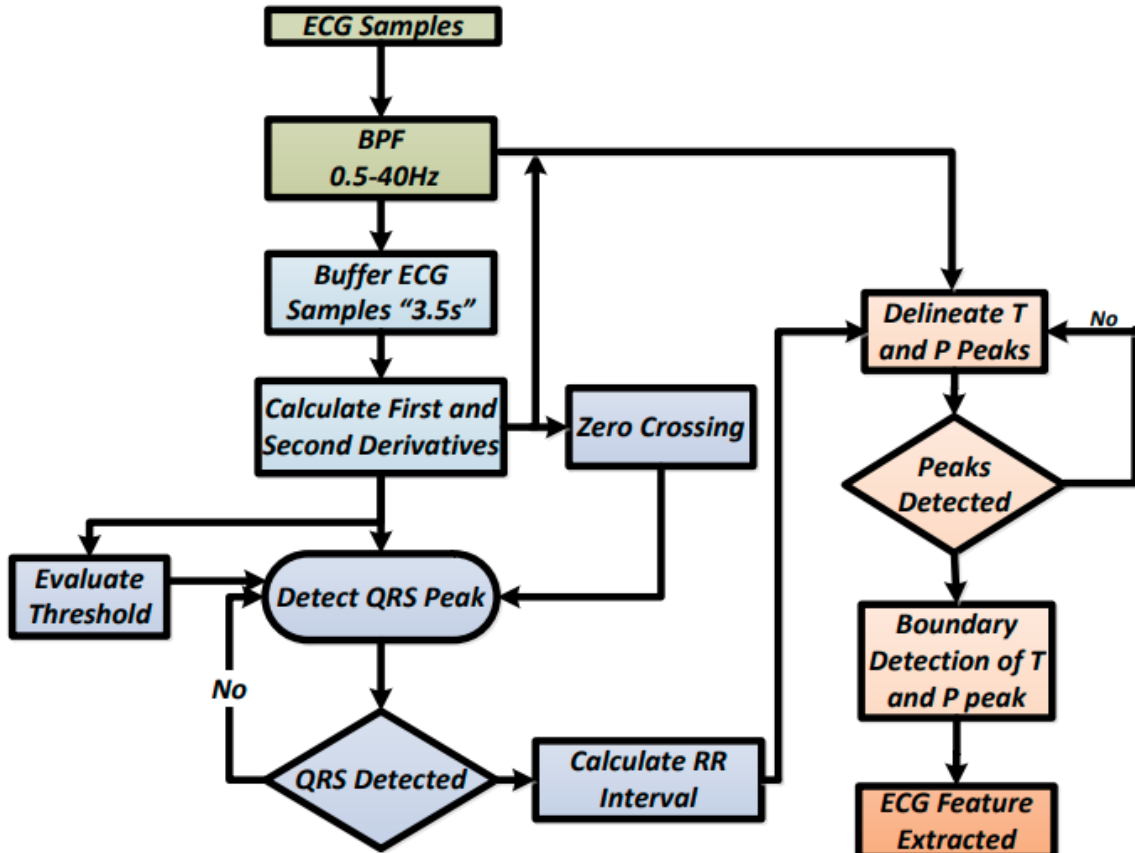 ECG Samples
BPF
0.5-40Hz
Buffer ECG
Samples “3.5s”
Calculate First and
Second Derivatives
Zero Crossing
Evaluate
Threshold
Detect QRS Peak
No
QRS Detected
Calculate RR
Interval
Delineate T
and P Peaks
No
Peaks
Detected
Boundary
Detection of T
and P peak
ECG Feature
Extracted